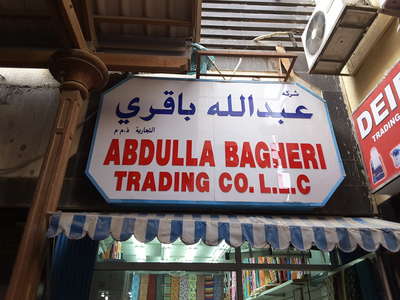 شركة
عبدالله باقري
التجارية ذ.م.م
ABDULLA BAGHERI
TRADING CO. L.L.C
DEI
TRADING